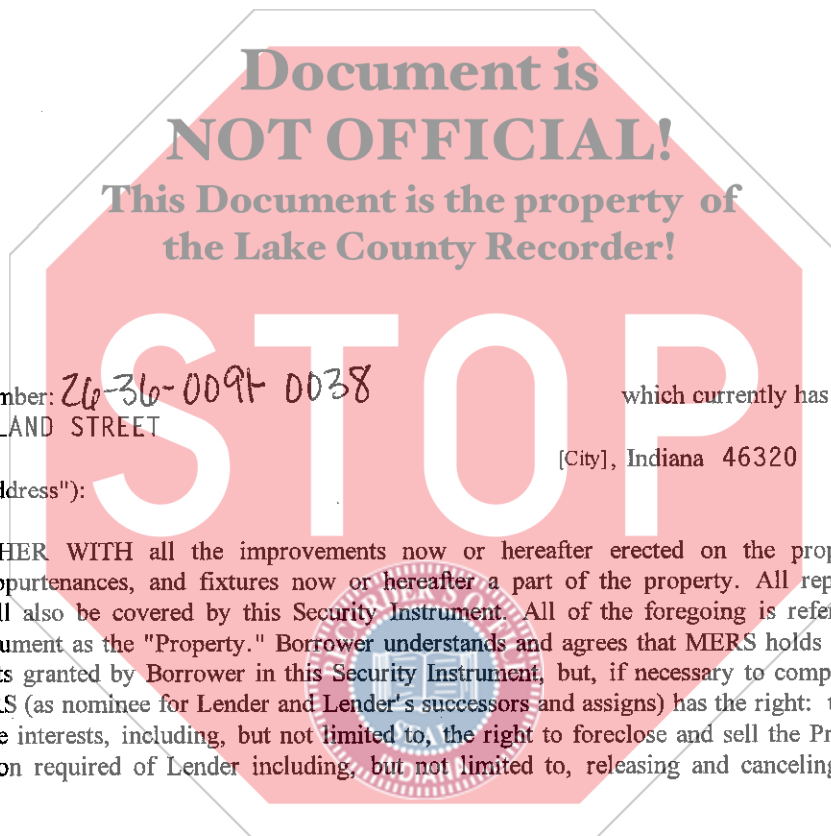 Document is
NOT OFFICIAL!
This Document is the property of
the Lake County Recorder!
STOP
mber: 26-36-0091-0038 which currently has
LAND STREET
[City], Indiana 46320
ddress"):
HER WITH all the improvements now or hereafter erected on the prop
ppurtenances, and fixtures now or hereafter a part of the property. All rep
ll also be covered by this Security Instrument. All of the foregoing is refer
ument as the "Property." Borrower understands and agrees that MERS holds
ts granted by Borrower in this Security Instrument, but, if necessary to comp
RS (as nominee for Lender and Lender's successors and assigns) has the right: t
e interests, including, but not limited to, the right to foreclose and sell the Pr
on required of Lender including, but not limited to, releasing and canceling
RECORDER'S OFFICE
SEAL
INDIANA